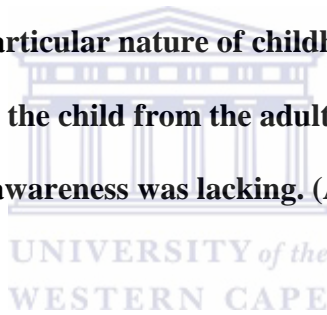 articular nature of childh
the child from the adult
awareness was lacking. (A
UNIVERSITY of the
WESTERN CAPE